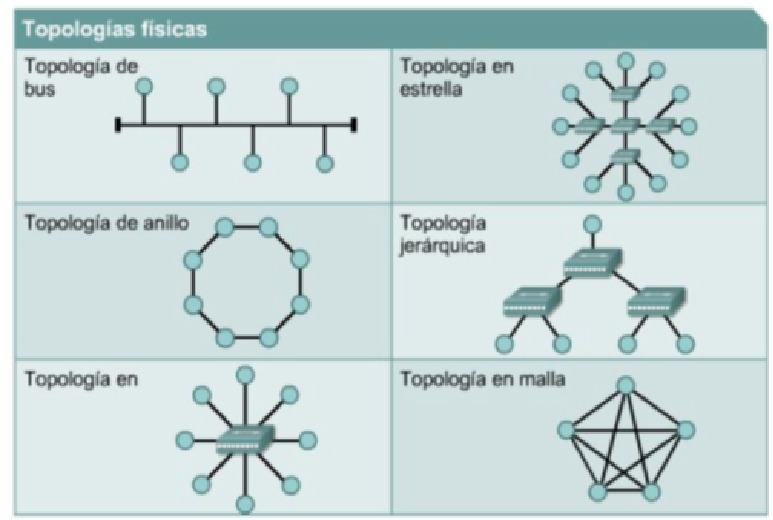 Topologías físicas
Topología de
bus
Topología en
estrella
Topología de anillo
Topología
jerárquica
Topología en
Topología en malla